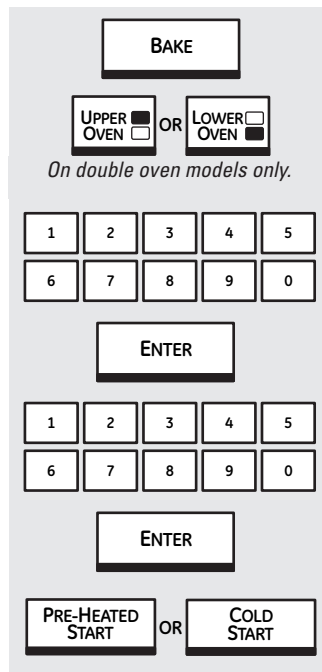 BAKE
UPPER OVEN OR LOWER OVEN
On double oven models only.
1 2 3 4 5
6 7 8 9 0
ENTER
1 2 3 4 5
6 7 8 9 0
ENTER
PRE-HEATED START OR COLD START